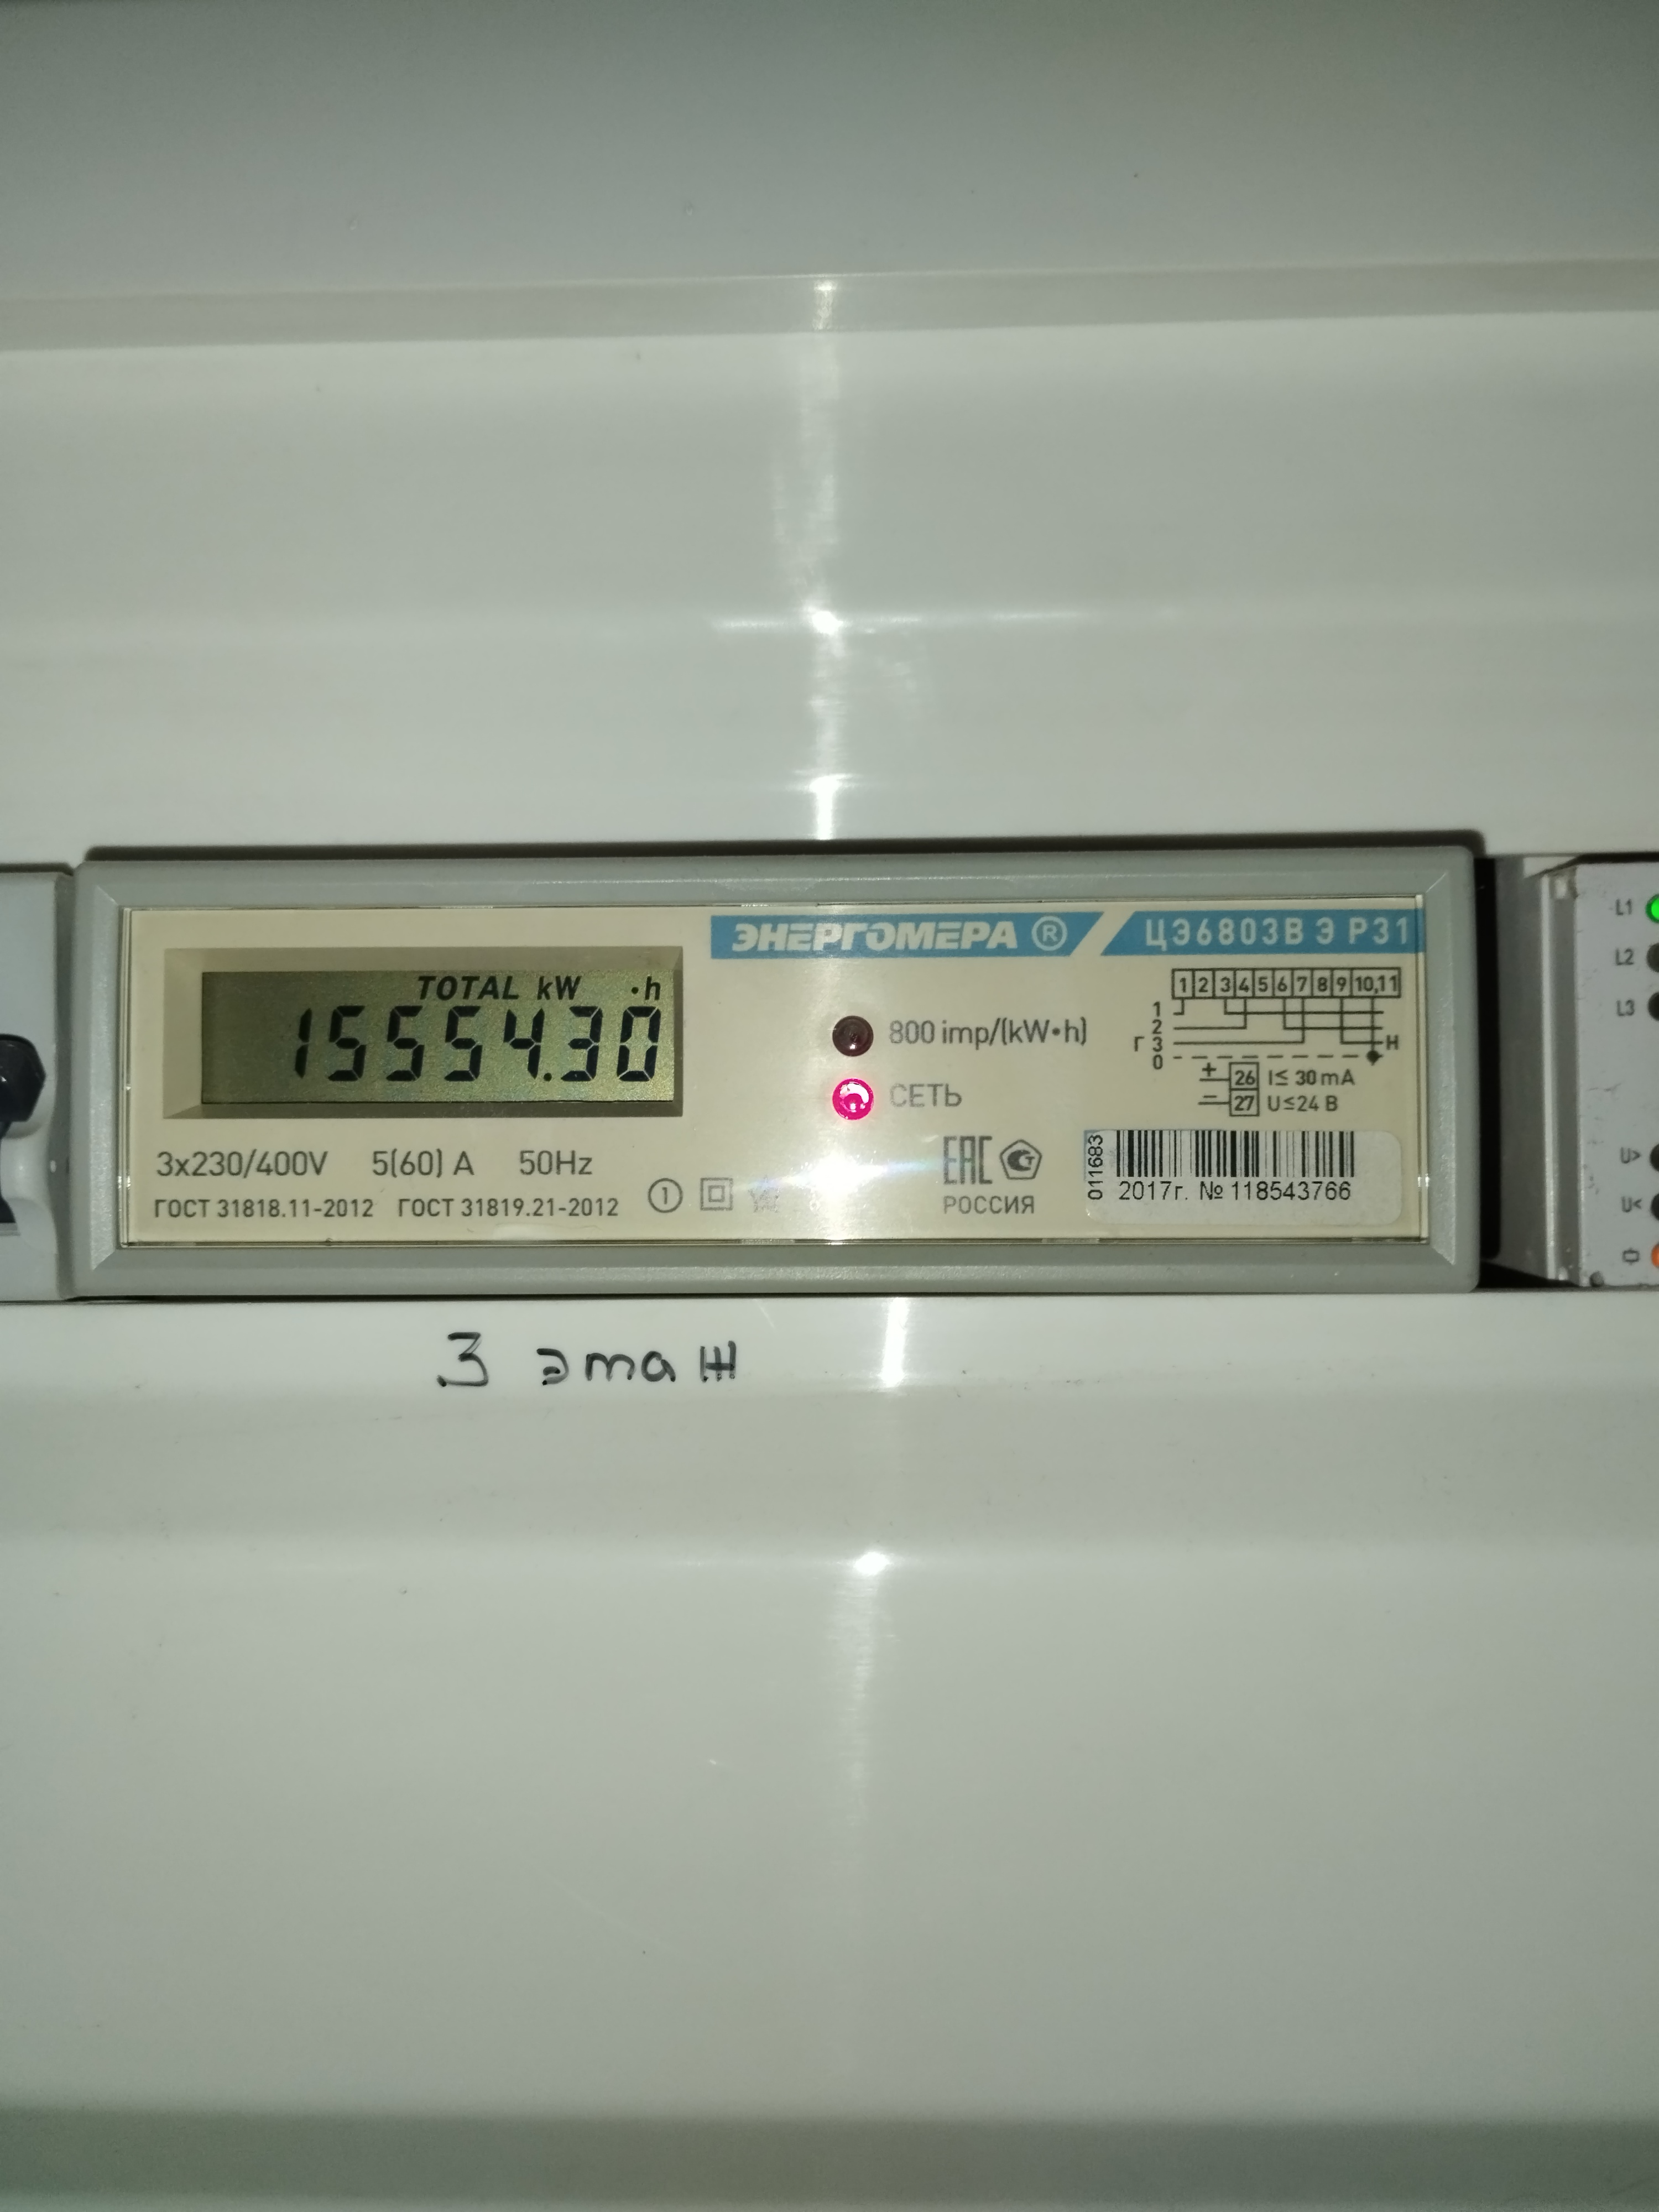 ЭНЕРГОМЕРА ® ЦЭ6803В Э Р31
TOTAL kW·h
15554.30
800 imp/(kW•h)
СЕТЬ
1 2 3 4 5 6 7 8 9 10,11
1
2
Г 3 Н
0
+ 26 I≤ 30 mA
− 27 U≤24 В
3x230/400V 5(60) A 50Hz
ГОСТ 31818.11-2012 ГОСТ 31819.21-2012 1
ЕАС
РОССИЯ
011683
2017г. № 118543766
L1
L2
L3
U>
U<
3 этаж